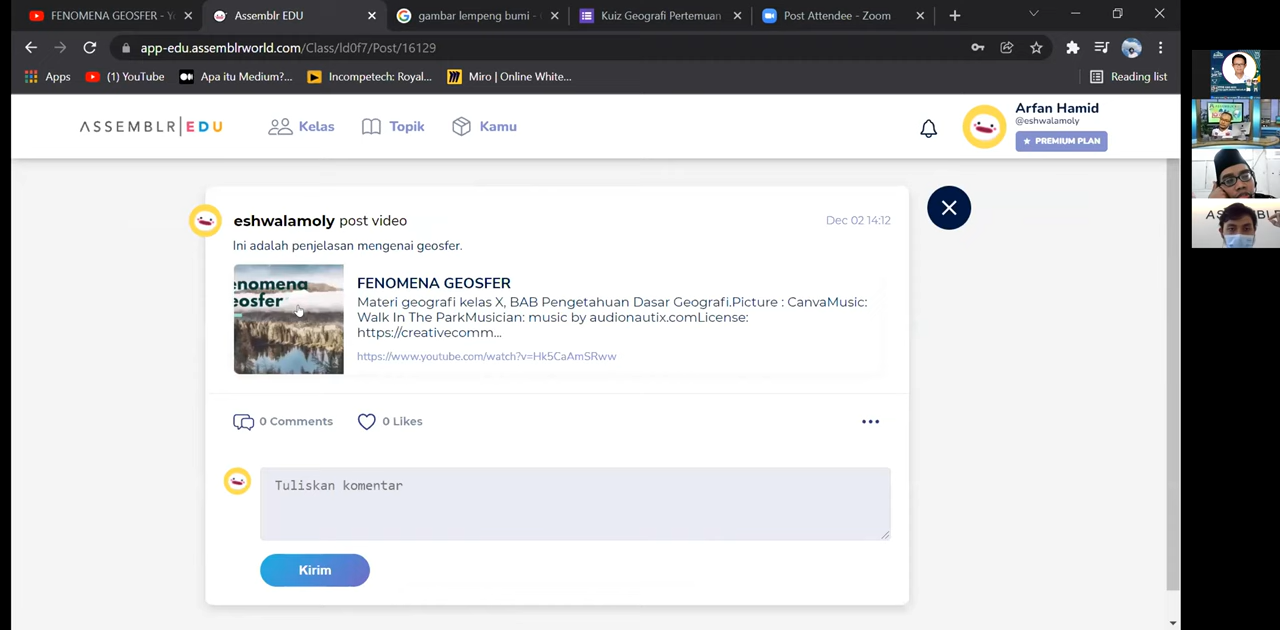 FENOMENA GEOSFER - Yo
Assemblr EDU
gambar lempeng bumi -
Kuiz Geografi Pertemuan
Post Attendee - Zoom
app-edu.assemblrworld.com/Class/Id0f7/Post/16129
Apps
(1) YouTube
Apa itu Medium?...
Incompetech: Royal...
Miro | Online White...
Reading list
ASSEMBLR|EDU
Kelas
Topik
Kamu
Arfan Hamid
@eshwalamoly
PREMIUM PLAN
eshwalamoly post video
Dec 02 14:12
Ini adalah penjelasan mengenai geosfer.
enomena
eosfer
FENOMENA GEOSFER
Materi geografi kelas X, BAB Pengetahuan Dasar Geografi.Picture : CanvaMusic:
Walk In The ParkMusician: music by audionautix.comLicense:
https://creativecomm...
https://www.youtube.com/watch?v=Hk5CaAmSRww
0 Comments
0 Likes
Tuliskan komentar
Kirim